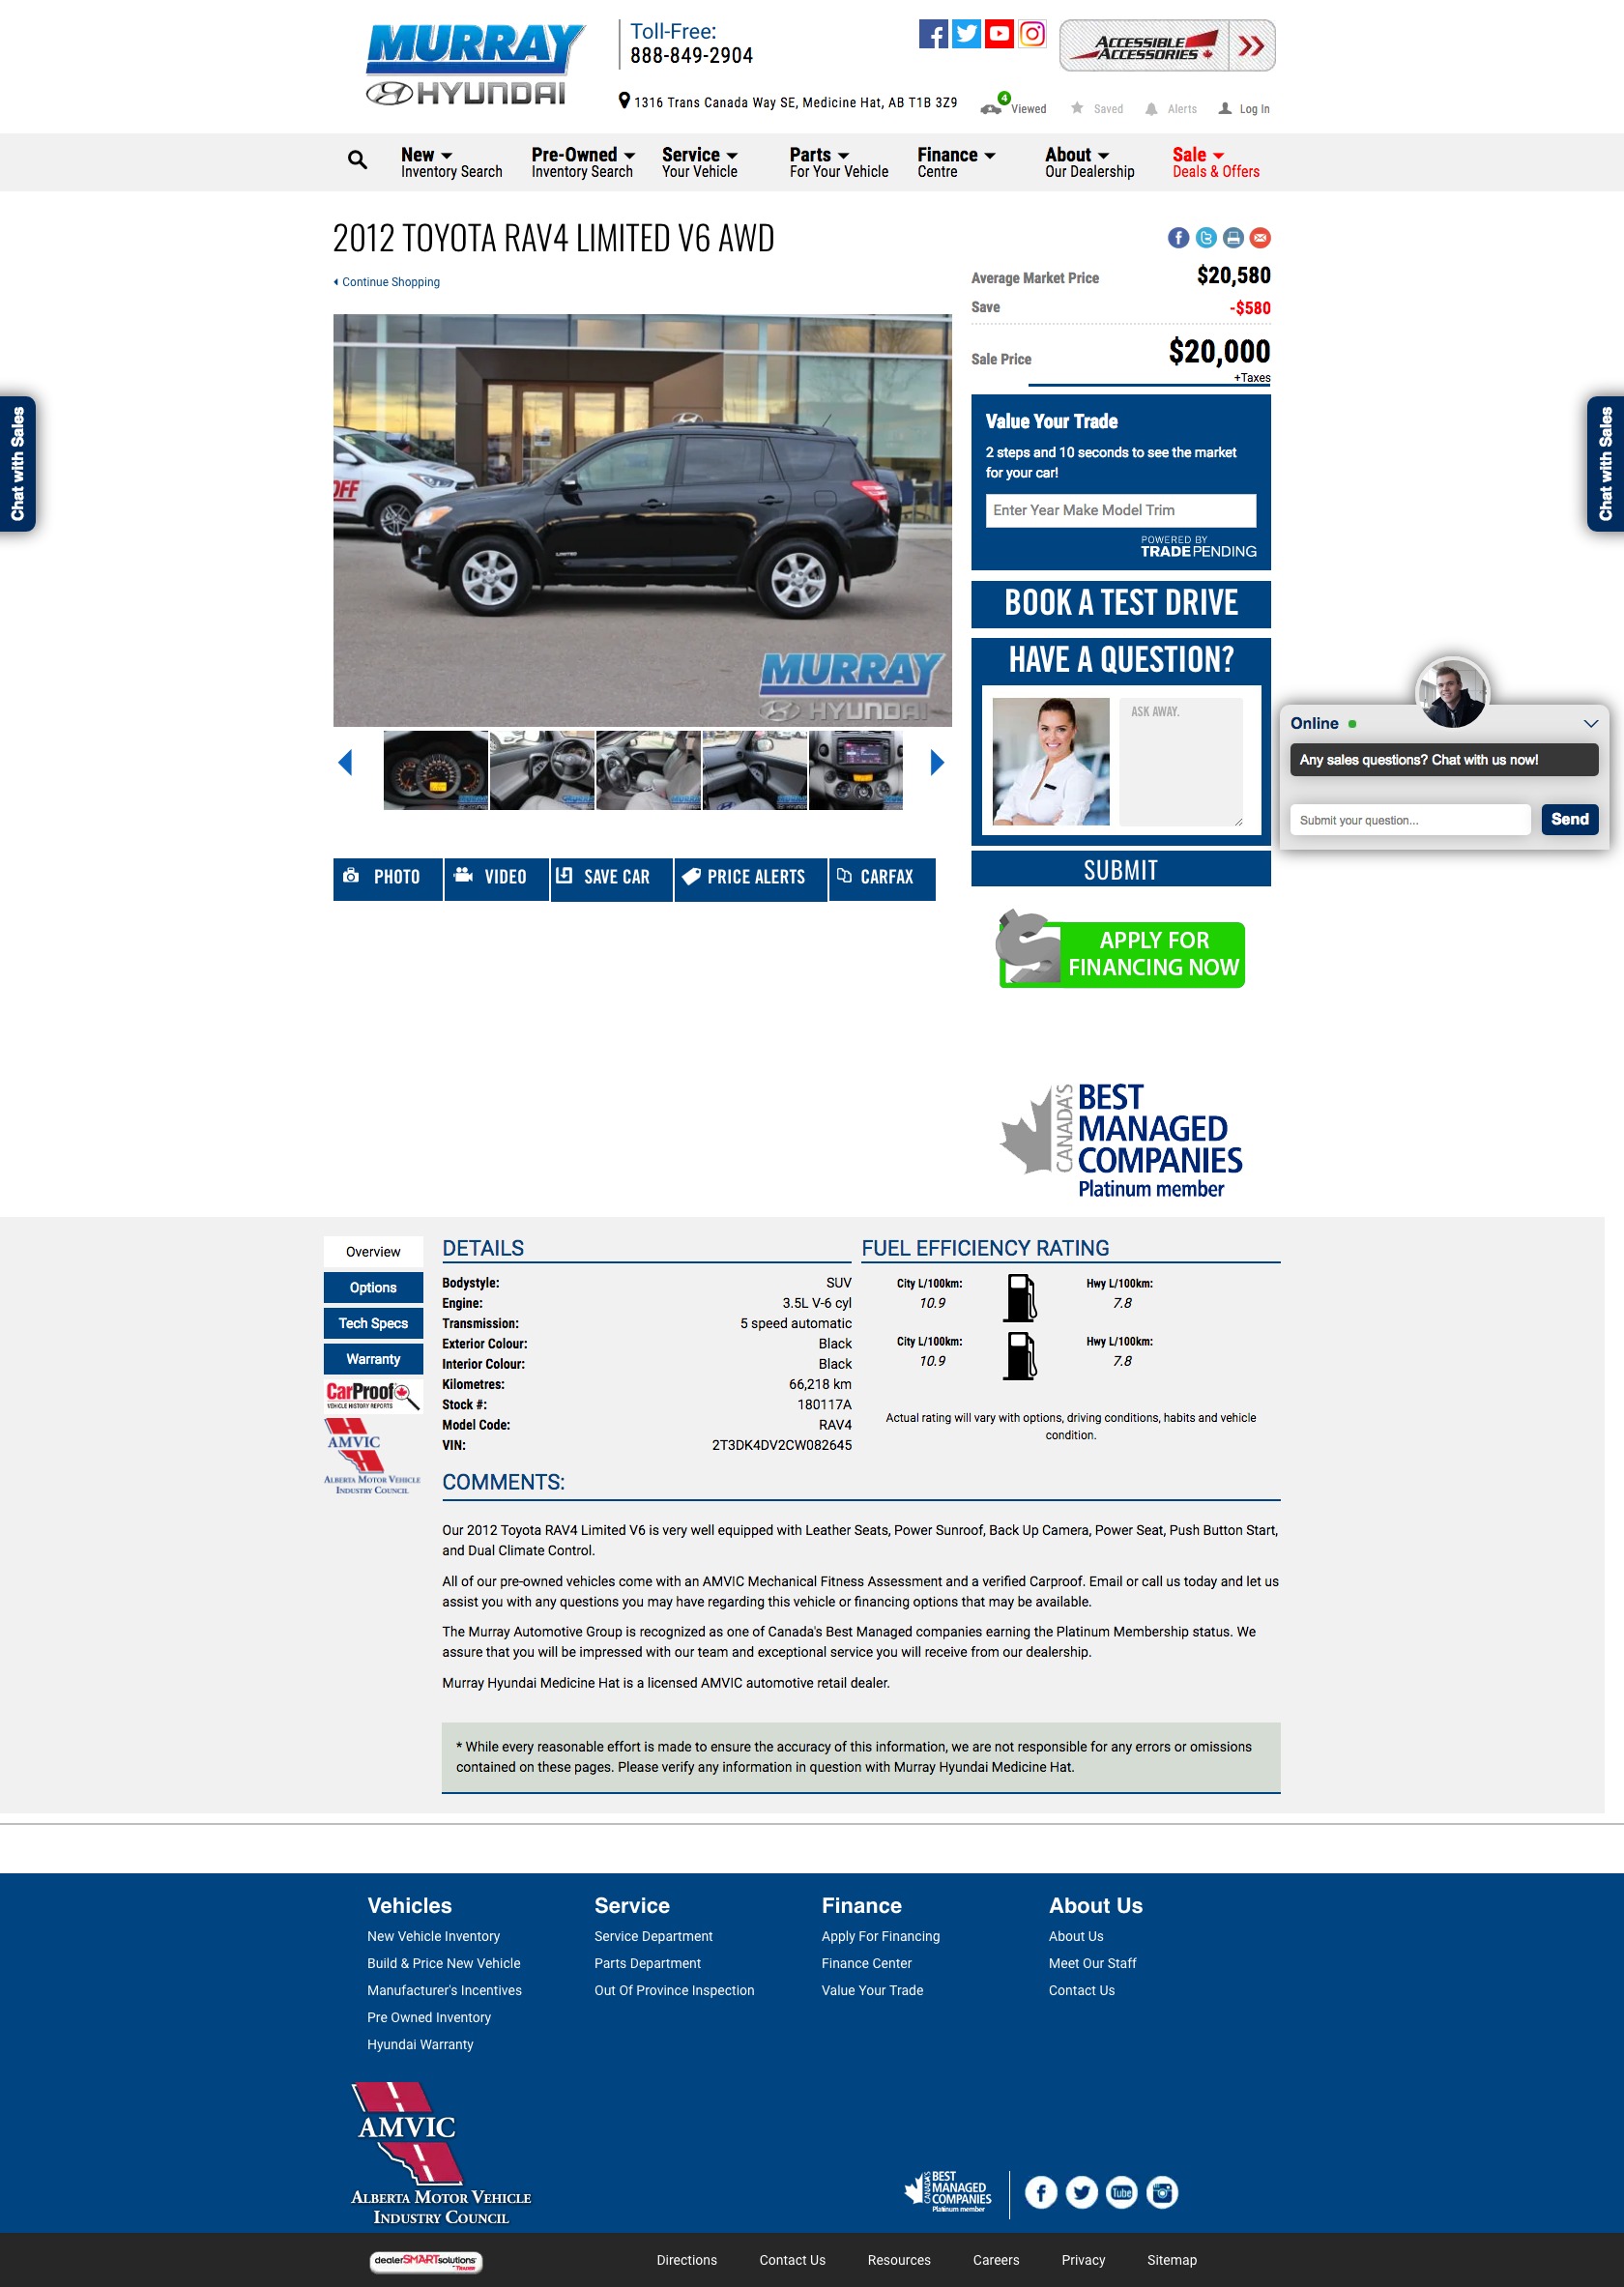 MURRAY
HYUNDAI
Toll-Free:
888-849-2904
1316 Trans Canada Way SE, Medicine Hat, AB T1B 3Z9
ACCESSIBLE
ACCESSORIES
4
Viewed
Saved
Alerts
Log In
New
Inventory Search
Pre-Owned
Inventory Search
Service
Your Vehicle
Parts
For Your Vehicle
Finance
Centre
About
Our Dealership
Sale
Deals & Offers
2012 TOYOTA RAV4 LIMITED V6 AWD
Continue Shopping
OFF
MURRAY
HYUNDAI
PHOTO
VIDEO
SAVE CAR
PRICE ALERTS
CARFAX
Average Market Price $20,580
Save -$580
Sale Price $20,000
+Taxes
Value Your Trade
2 steps and 10 seconds to see the market
for your car!
Enter Year Make Model Trim
POWERED BY
TRADEPENDING
BOOK A TEST DRIVE
HAVE A QUESTION?
ASK AWAY.
SUBMIT
APPLY FOR
FINANCING NOW
CANADA'S
BEST
MANAGED
COMPANIES
Platinum member
Chat with Sales
Chat with Sales
Online
Any sales questions? Chat with us now!
Submit your question...
Send
Overview
Options
Tech Specs
Warranty
CarProof
VEHICLE HISTORY REPORTS
AMVIC
ALBERTA MOTOR VEHICLE
INDUSTRY COUNCIL
DETAILS
Bodystyle: SUV
Engine: 3.5L V-6 cyl
Transmission: 5 speed automatic
Exterior Colour: Black
Interior Colour: Black
Kilometres: 66,218 km
Stock #: 180117A
Model Code: RAV4
VIN: 2T3DK4DV2CW082645
FUEL EFFICIENCY RATING
City L/100km: Hwy L/100km:
10.9 7.8
City L/100km: Hwy L/100km:
10.9 7.8
Actual rating will vary with options, driving conditions, habits and vehicle
condition.
COMMENTS:
Our 2012 Toyota RAV4 Limited V6 is very well equipped with Leather Seats, Power Sunroof, Back Up Camera, Power Seat, Push Button Start,
and Dual Climate Control.
All of our pre-owned vehicles come with an AMVIC Mechanical Fitness Assessment and a verified Carproof. Email or call us today and let us
assist you with any questions you may have regarding this vehicle or financing options that may be available.
The Murray Automotive Group is recognized as one of Canada's Best Managed companies earning the Platinum Membership status. We
assure that you will be impressed with our team and exceptional service you will receive from our dealership.
Murray Hyundai Medicine Hat is a licensed AMVIC automotive retail dealer.
* While every reasonable effort is made to ensure the accuracy of this information, we are not responsible for any errors or omissions
contained on these pages. Please verify any information in question with Murray Hyundai Medicine Hat.
Vehicles
New Vehicle Inventory
Build & Price New Vehicle
Manufacturer's Incentives
Pre Owned Inventory
Hyundai Warranty
Service
Service Department
Parts Department
Out Of Province Inspection
Finance
Apply For Financing
Finance Center
Value Your Trade
About Us
About Us
Meet Our Staff
Contact Us
AMVIC
ALBERTA MOTOR VEHICLE
INDUSTRY COUNCIL
CANADA'S
BEST
MANAGED
COMPANIES
Platinum member
Tube
dealerSMARTsolutions
Directions
Contact Us
Resources
Careers
Privacy
Sitemap